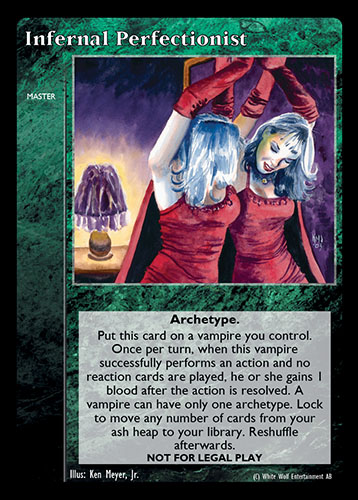 Infernal Perfectionist
MASTER
Archetype.
Put this card on a vampire you control.
Once per turn, when this vampire
successfully performs an action and no
reaction cards are played, he or she gains 1
blood after the action is resolved. A
vampire can have only one archetype. Lock
to move any number of cards from your
ash heap to your library. Reshuffle
afterwards.
NOT FOR LEGAL PLAY
Illus: Ken Meyer, Jr.
(C) White Wolf Entertainment AB